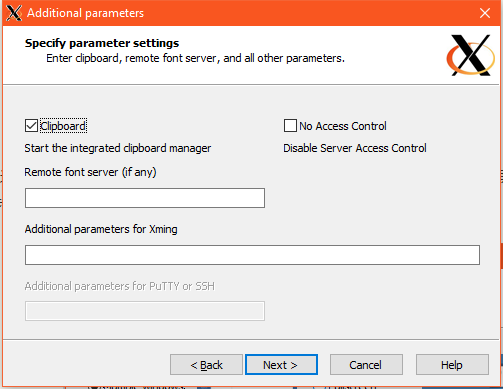 Additional parameters
Specify parameter settings
Enter clipboard, remote font server, and all other parameters.
Clipboard
No Access Control
Start the integrated clipboard manager
Disable Server Access Control
Remote font server (if any)
Additional parameters for Xming
Additional parameters for PuTTY or SSH
< Back
Next >
Cancel
Help